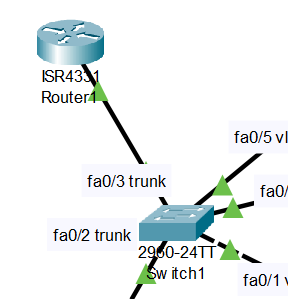 ISR4331
Router1
fa0/5 vl
fa0/3 trunk
fa0/
fa0/2 trunk
2960-24TT
Switch1
fa0/1 v